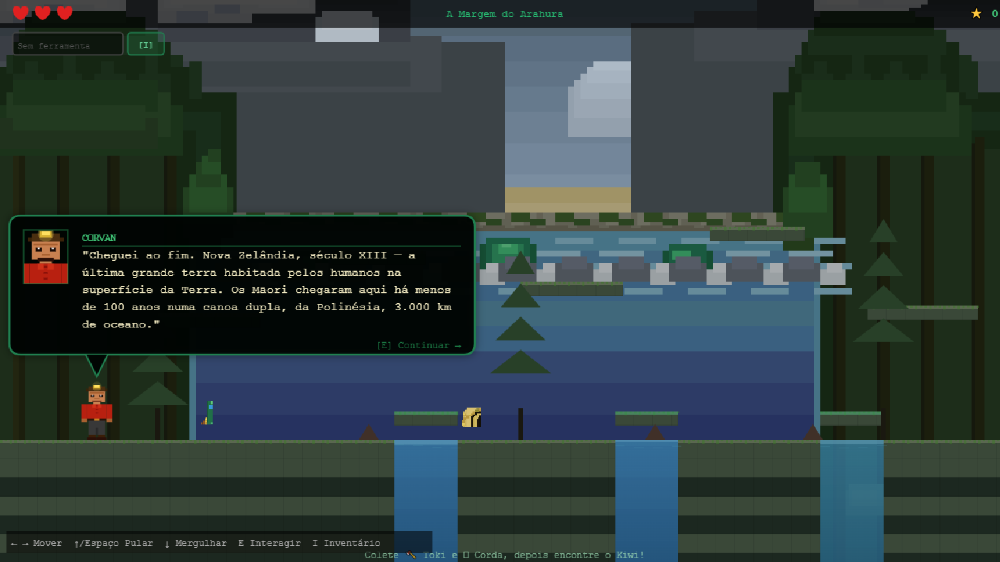 A Margem do Arahura
0
Sem ferramenta
[I]
CORVAN
"Cheguei ao fim. Nova Zelândia, século XIII — a
última grande terra habitada pelos humanos na
superfície da Terra. Os Māori chegaram aqui há menos
de 100 anos numa canoa dupla, da Polinésia, 3.000 km
de oceano."
[E] Continuar →
← → Mover ↑/Espaço Pular ↓ Mergulhar E Interagir I Inventário
Colete Toki e Corda, depois encontre o Kiwi!